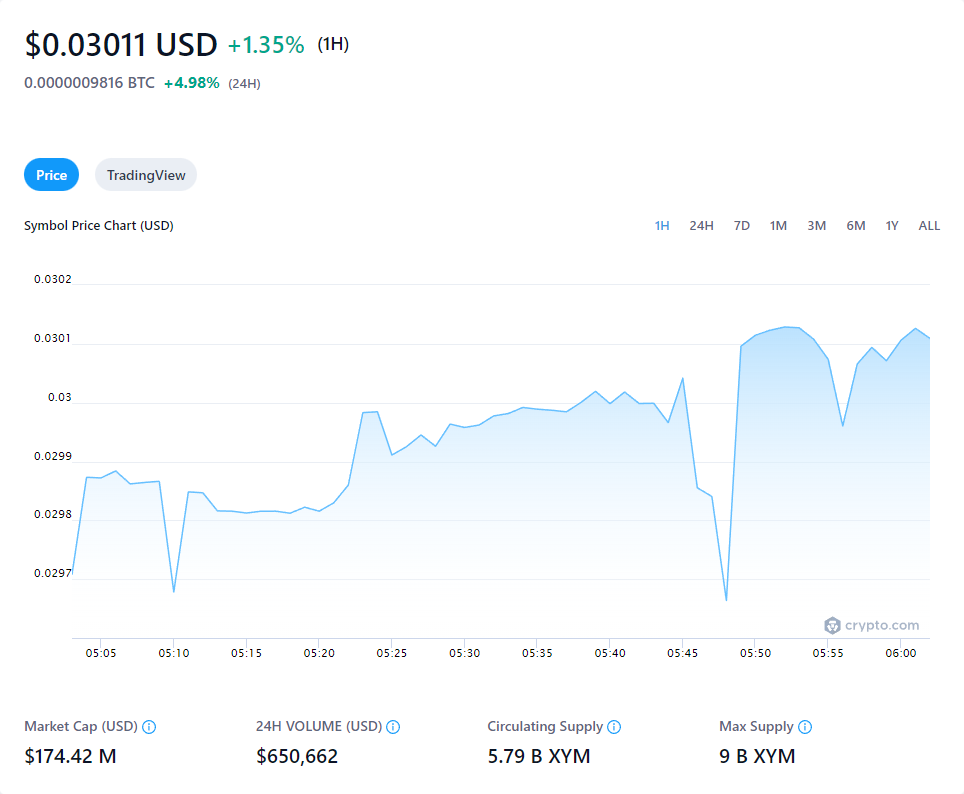 $0.03011 USD +1.35% (1H)
0.0000009816 BTC +4.98% (24H)
Price TradingView
Symbol Price Chart (USD) 1H 24H 7D 1M 3M 6M 1Y ALL
0.0302
0.0301
0.03
0.0299
0.0298
0.0297
crypto.com
05:05 05:10 05:15 05:20 05:25 05:30 05:35 05:40 05:45 05:50 05:55 06:00
Market Cap (USD) 24H VOLUME (USD) Circulating Supply Max Supply
$174.42 M $650,662 5.79 B XYM 9 B XYM